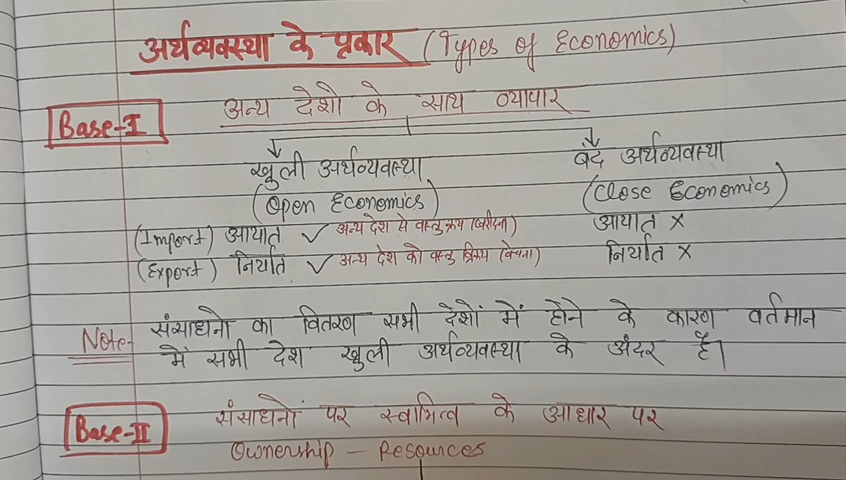 अर्थव्यवस्था के प्रकार (Types of Economics)
Base-I अन्य देशो के साथ व्यापार
खुली अर्थव्यवस्था बंद अर्थव्यवस्था
(Open Economics) (Close Economics)
(Import) आयात ✓ अन्य देश से वस्तु क्रय (खरीदना) आयात ×
(Export) निर्यात ✓ अन्य देश को वस्तु विक्रय (बेचना) निर्यात ×
Note- संसाधनो का वितरण सभी देशों में होने के कारण वर्तमान
में सभी देश खुली अर्थव्यवस्था के अंदर है।
Base-II संसाधनों पर स्वामित्व के आधार पर
Ownership - Resources